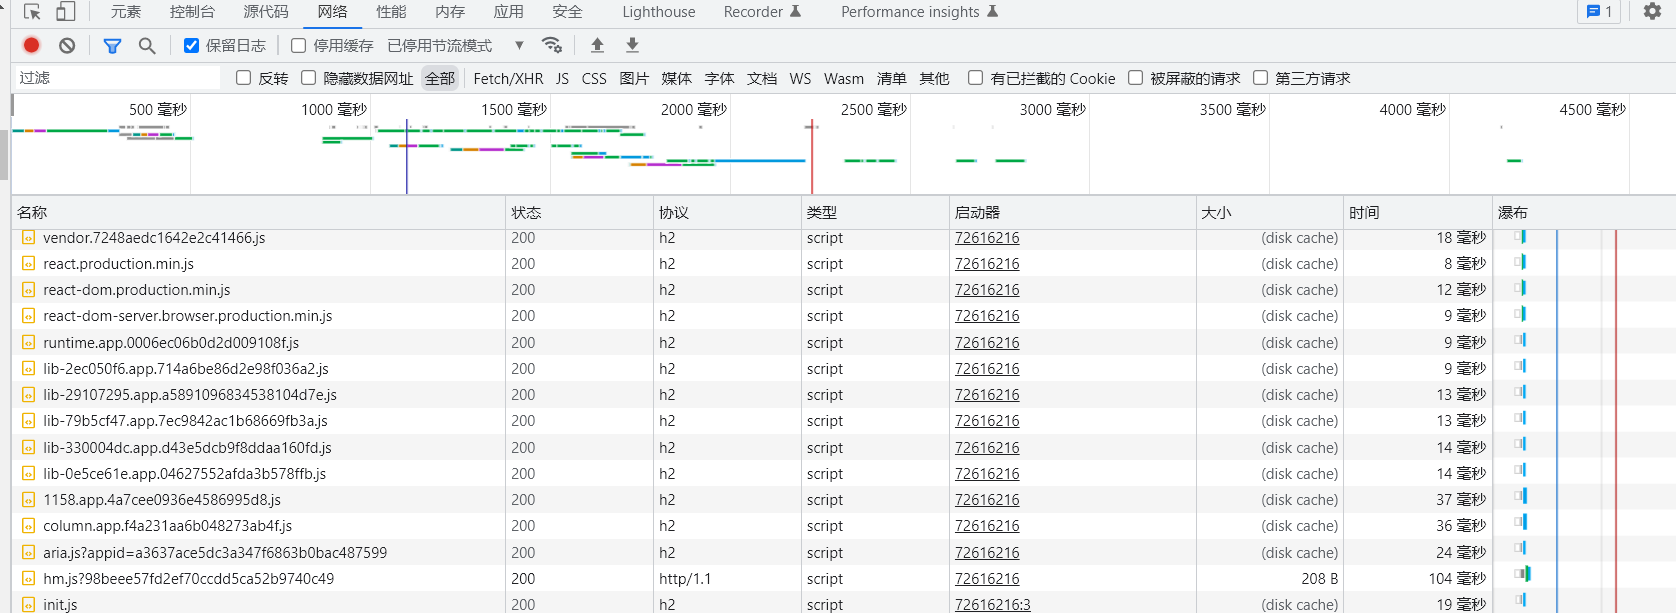 元素 控制台 源代码 网络 性能 内存 应用 安全 Lighthouse Recorder Performance insights 1
保留日志 停用缓存 已停用节流模式
过滤 反转 隐藏数据网址 全部 Fetch/XHR JS CSS 图片 媒体 字体 文档 WS Wasm 清单 其他 有已拦截的 Cookie 被屏蔽的请求 第三方请求
500 毫秒 1000 毫秒 1500 毫秒 2000 毫秒 2500 毫秒 3000 毫秒 3500 毫秒 4000 毫秒 4500 毫秒
名称 状态 协议 类型 启动器 大小 时间 瀑布
vendor.7248aedc1642e2c41466.js 200 h2 script 72616216 (disk cache) 18 毫秒
react.production.min.js 200 h2 script 72616216 (disk cache) 8 毫秒
react-dom.production.min.js 200 h2 script 72616216 (disk cache) 12 毫秒
react-dom-server.browser.production.min.js 200 h2 script 72616216 (disk cache) 9 毫秒
runtime.app.0006ec06b0d2d009108f.js 200 h2 script 72616216 (disk cache) 9 毫秒
lib-2ec050f6.app.714a6be86d2e98f036a2.js 200 h2 script 72616216 (disk cache) 9 毫秒
lib-29107295.app.a5891096834538104d7e.js 200 h2 script 72616216 (disk cache) 13 毫秒
lib-79b5cf47.app.7ec9842ac1b68669fb3a.js 200 h2 script 72616216 (disk cache) 13 毫秒
lib-330004dc.app.d43e5dcb9f8ddaa160fd.js 200 h2 script 72616216 (disk cache) 14 毫秒
lib-0e5ce61e.app.04627552afda3b578ffb.js 200 h2 script 72616216 (disk cache) 14 毫秒
1158.app.4a7cee0936e4586995d8.js 200 h2 script 72616216 (disk cache) 37 毫秒
column.app.f4a231aa6b048273ab4f.js 200 h2 script 72616216 (disk cache) 36 毫秒
aria.js?appid=a3637ace5dc3a347f6863b0bac487599 200 h2 script 72616216 (disk cache) 24 毫秒
hm.js?98beee57fd2ef70ccdd5ca52b9740c49 200 http/1.1 script 72616216 208 B 104 毫秒
init.js 200 h2 script 72616216:3 (disk cache) 19 毫秒